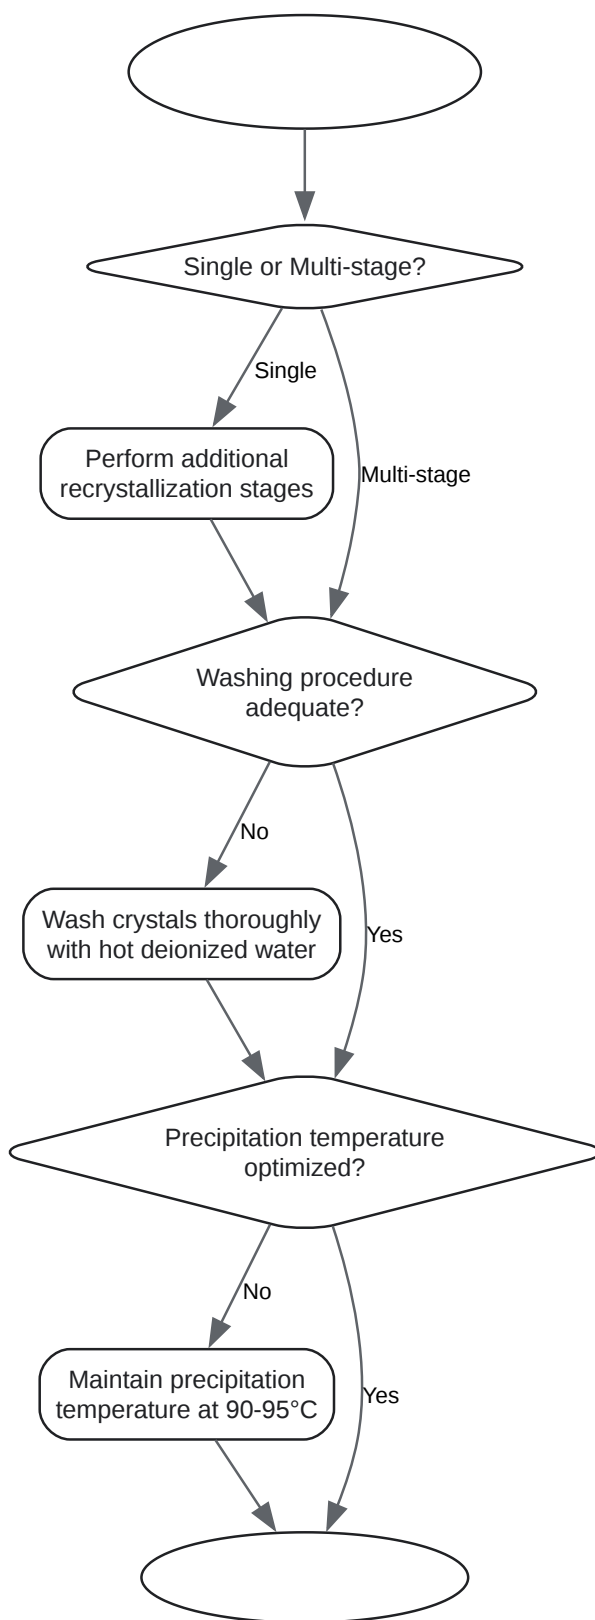 Single or Multi-stage?
Single
Perform additional
recrystallization stages
Multi-stage
Washing procedure
adequate?
No
Wash crystals thoroughly
with hot deionized water
Yes
Precipitation temperature
optimized?
No
Maintain precipitation
temperature at 90-95°C
Yes